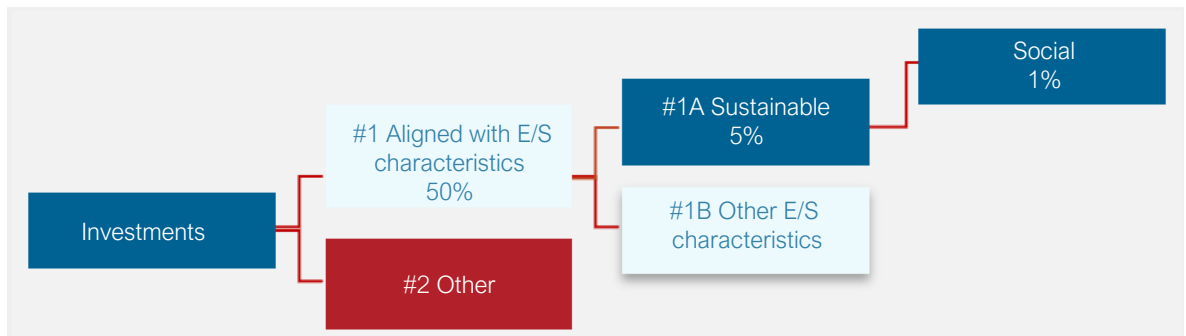 Social
1%
#1A Sustainable
5%
#1 Aligned with E/S
characteristics
50%
#1B Other E/S
characteristics
Investments
#2 Other